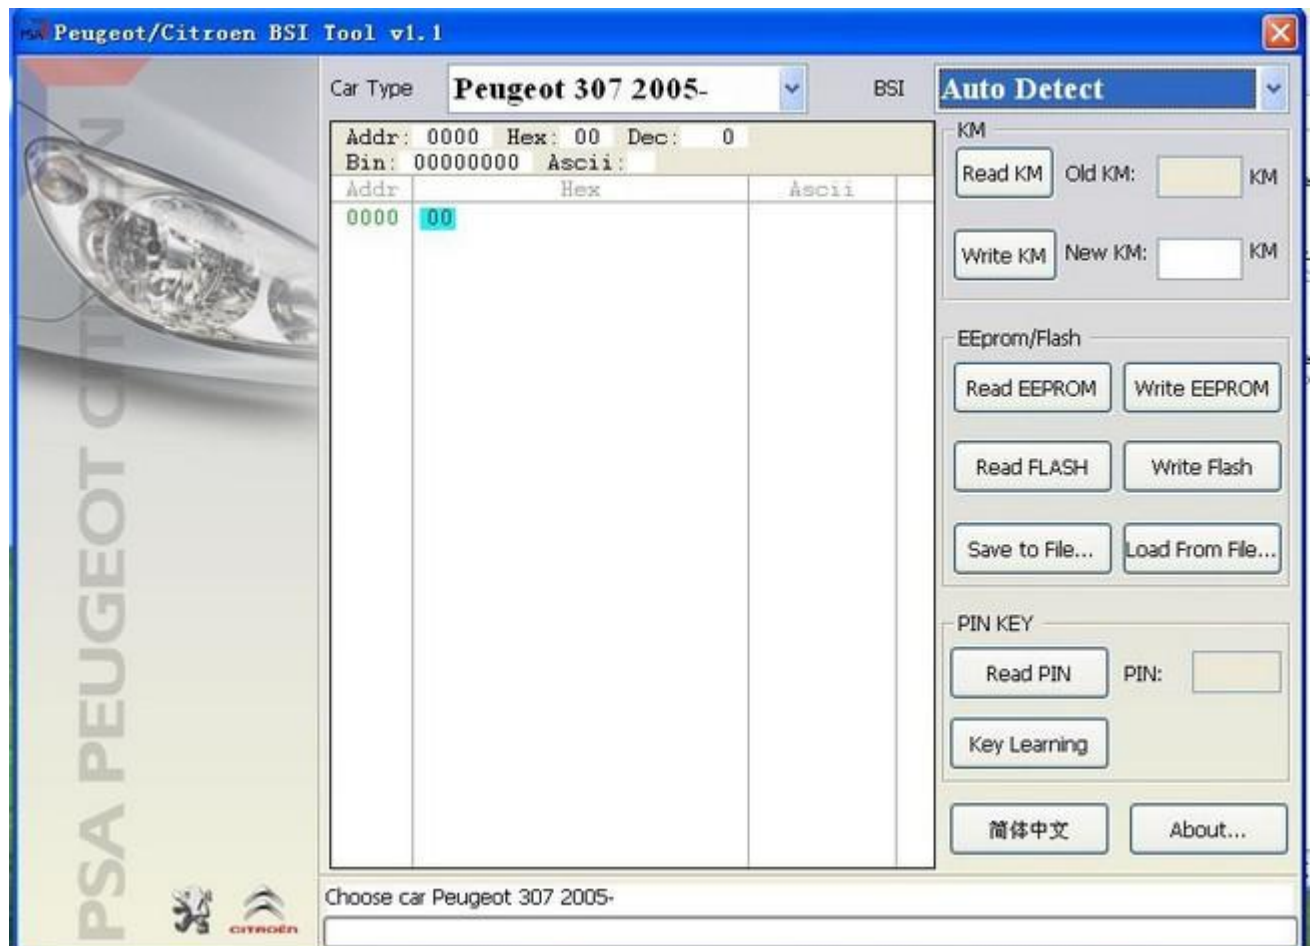 Peugeot/Citroen BSI Tool v1.1
Car Type Peugeot 307 2005- BSI Auto Detect
Addr: 0000 Hex: 00 Dec: 0
Bin: 00000000 Ascii:
Addr Hex Ascii
0000 00
KM
Read KM Old KM: KM
Write KM New KM: KM
EEprom/Flash
Read EEPROM Write EEPROM
Read FLASH Write Flash
Save to File... Load From File...
PIN KEY
Read PIN PIN:
Key Learning
简体中文 About...
Choose car Peugeot 307 2005-
PSA PEUGEOT CITROEN
CITROËN